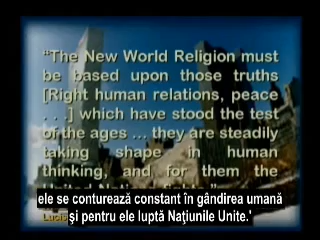 “The New World Religion must
be based upon those truths
[Right human relations, peace
. . .] which have stood the test
of the ages ... they are steadily
taking shape in human
thinking, and for them the
ele se conturează constant în gândirea umană
şi pentru ele luptă Naţiunile Unite.'